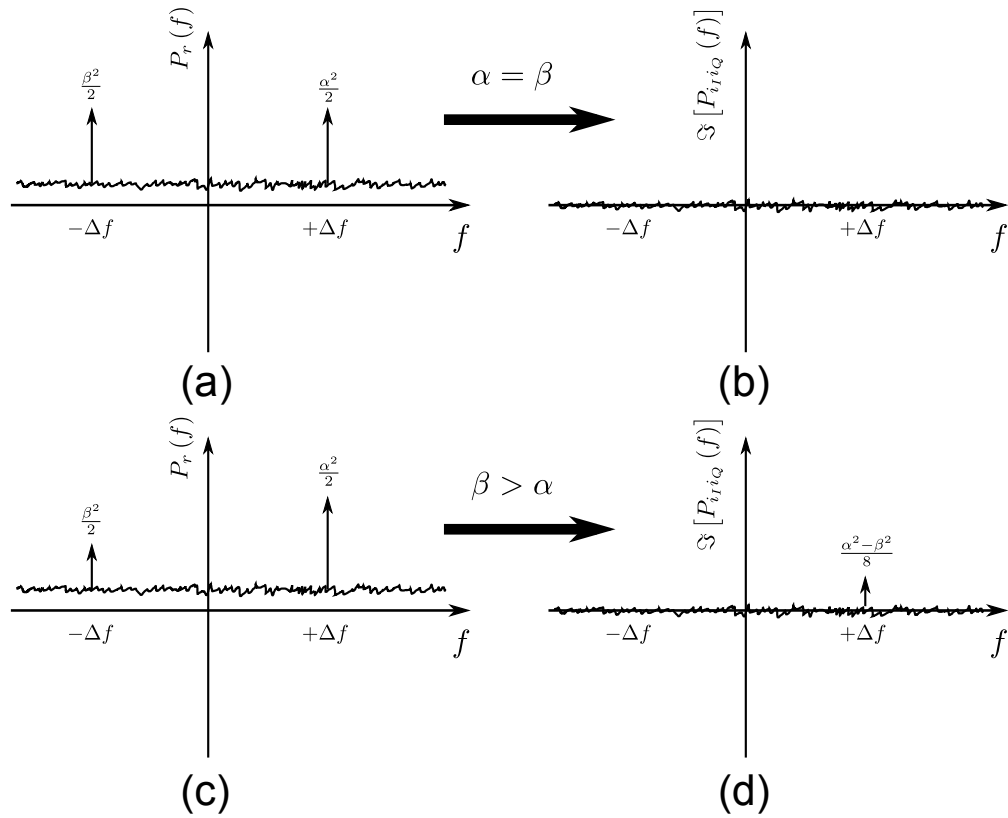 P_r(f)
β²/2
α²/2
−Δf
+Δf
f
(a)
α = β
ℑ [P_{i_I i_Q}(f)]
−Δf
+Δf
f
(b)
P_r(f)
β²/2
α²/2
−Δf
+Δf
f
(c)
β > α
ℑ [P_{i_I i_Q}(f)]
α²−β²/8
−Δf
+Δf
f
(d)